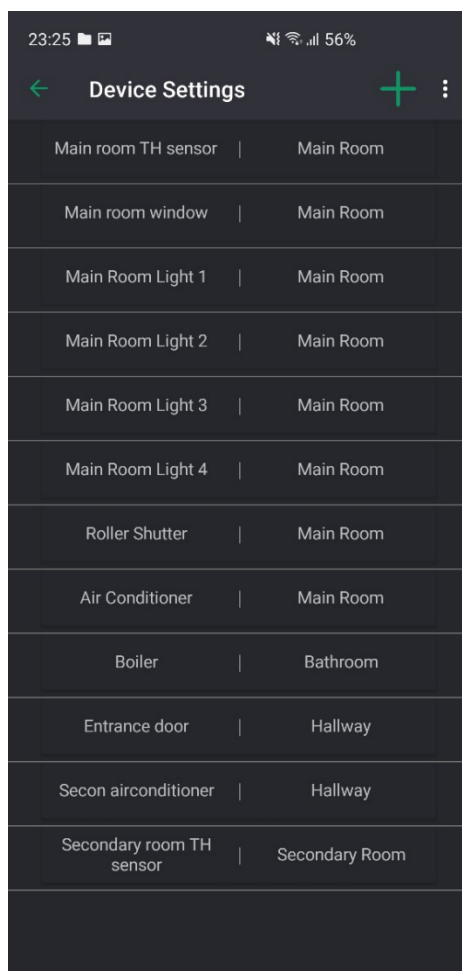 23:25 56%
Device Settings
Main room TH sensor | Main Room
Main room window | Main Room
Main Room Light 1 | Main Room
Main Room Light 2 | Main Room
Main Room Light 3 | Main Room
Main Room Light 4 | Main Room
Roller Shutter | Main Room
Air Conditioner | Main Room
Boiler | Bathroom
Entrance door | Hallway
Secon airconditioner | Hallway
Secondary room TH
sensor | Secondary Room